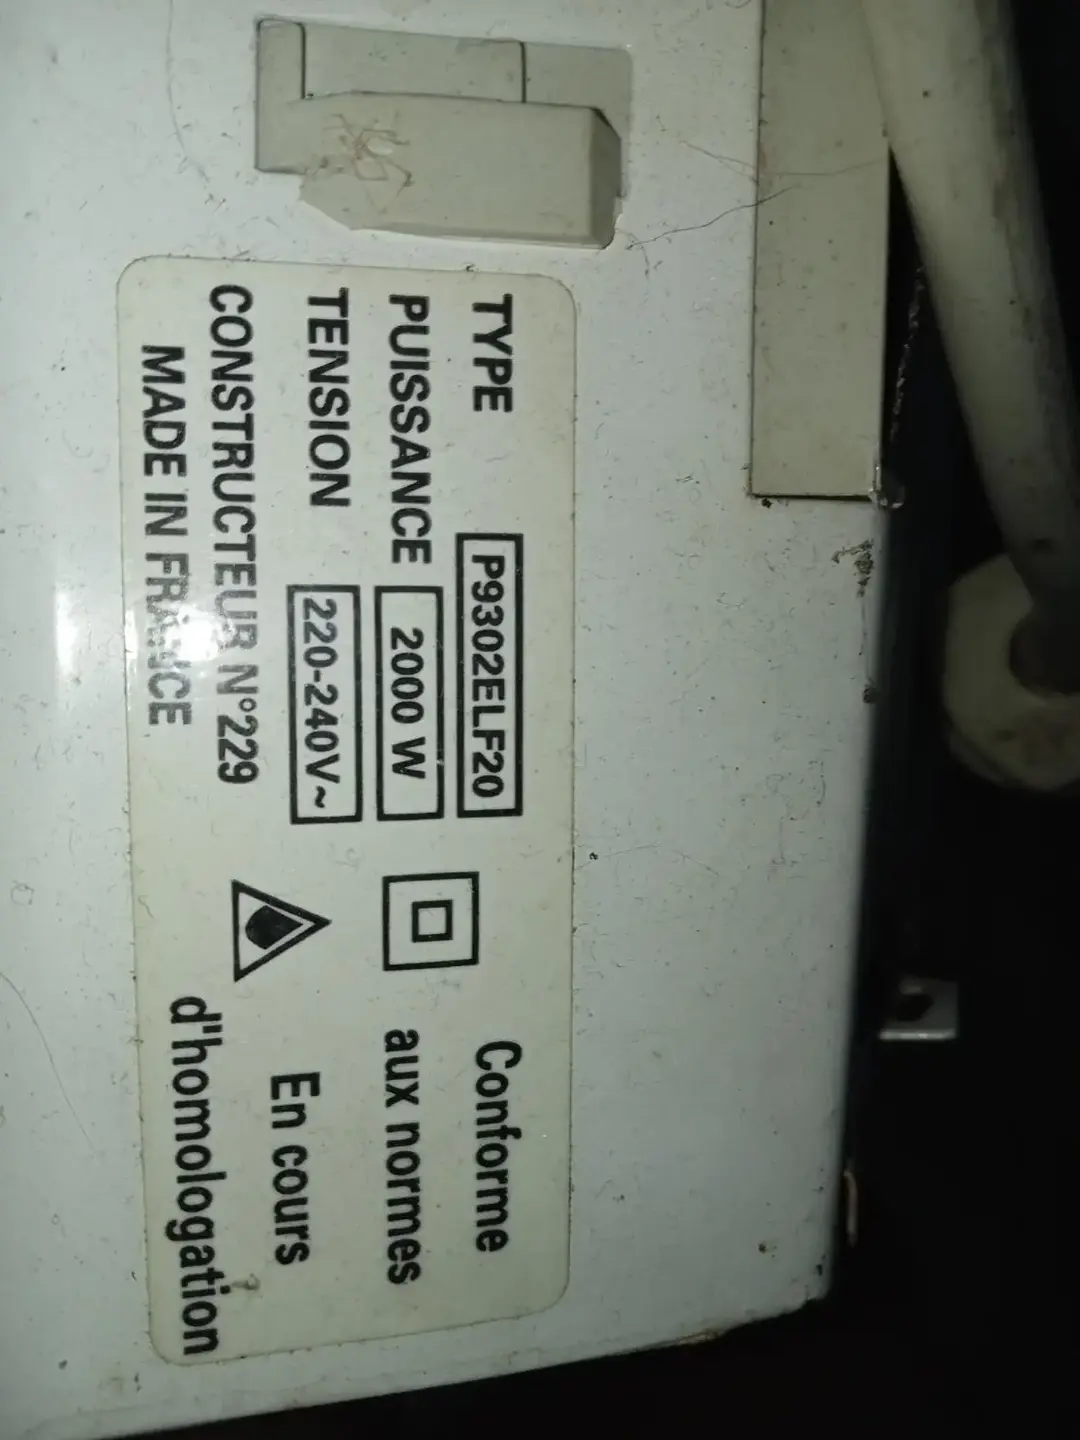 TYPE P9302ELF20
PUISSANCE 2000 W
TENSION 220-240V~
CONSTRUCTEUR N°229
MADE IN FRANCE
Conforme
aux normes
En cours
d'homologation